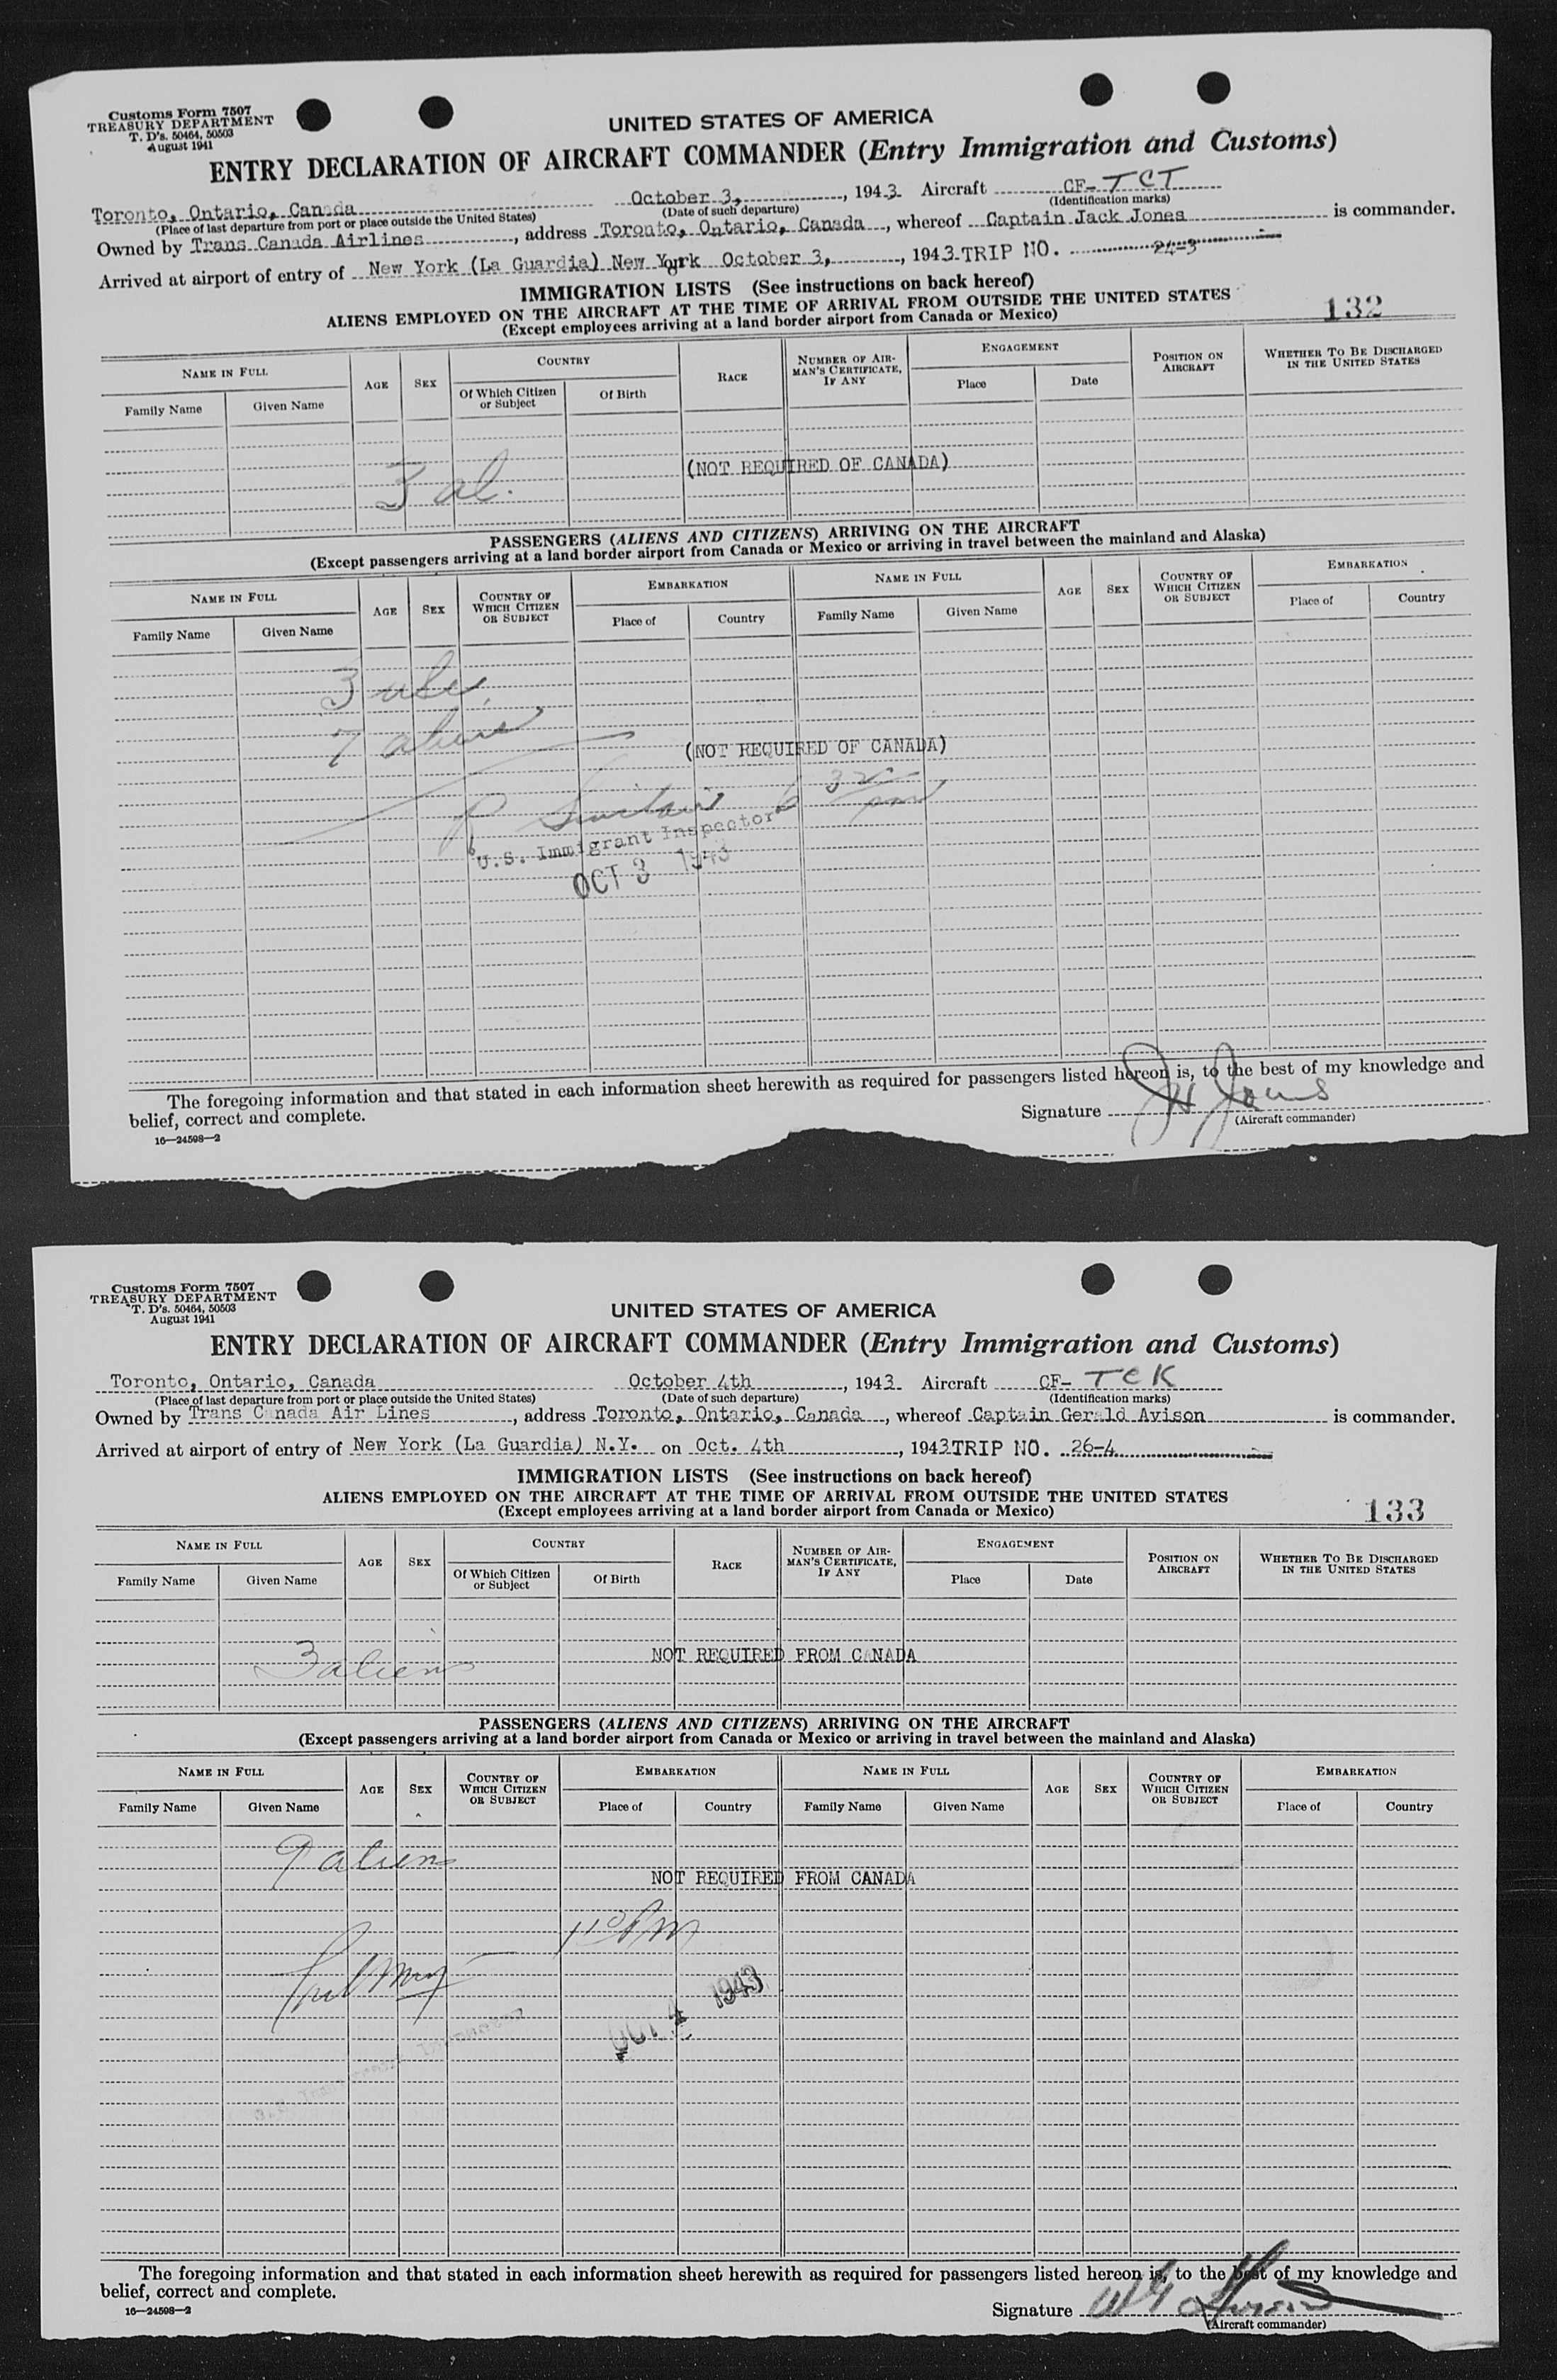 Customs Form 7507
TREASURY DEPARTMENT
T. D's. 50464, 50503
August 1941
UNITED STATES OF AMERICA
ENTRY DECLARATION OF AIRCRAFT COMMANDER (Entry Immigration and Customs)
Toronto, Ontario, Canada October 3, , 1943 Aircraft CF- TCT
(Place of last departure from port or place outside the United States) (Date of such departure) (Identification marks)
Owned by Trans Canada Airlines , address Toronto, Ontario, Canada , whereof Captain Jack Jones is commander.
Arrived at airport of entry of New York (La Guardia) New York October 3, , 1943 TRIP NO. 24-3
IMMIGRATION LISTS (See instructions on back hereof)
ALIENS EMPLOYED ON THE AIRCRAFT AT THE TIME OF ARRIVAL FROM OUTSIDE THE UNITED STATES
(Except employees arriving at a land border airport from Canada or Mexico)
132
NAME IN FULL AGE SEX COUNTRY RACE NUMBER OF AIRMAN'S CERTIFICATE, IF ANY ENGAGEMENT POSITION ON AIRCRAFT WHETHER TO BE DISCHARGED IN THE UNITED STATES
Family Name Given Name Of Which Citizen or Subject Of Birth Place Date
(NOT REQUIRED OF CANADA)
3 al.
PASSENGERS (ALIENS AND CITIZENS) ARRIVING ON THE AIRCRAFT
(Except passengers arriving at a land border airport from Canada or Mexico or arriving in travel between the mainland and Alaska)
NAME IN FULL AGE SEX COUNTRY OF WHICH CITIZEN OR SUBJECT EMBARKATION NAME IN FULL AGE SEX COUNTRY OF WHICH CITIZEN OR SUBJECT EMBARKATION
Family Name Given Name Place of Country Family Name Given Name Place of Country
3
7 aliens
(NOT REQUIRED OF CANADA)
P Sinclair 6 32 pm
U.S. Immigrant Inspector
OCT 3 1943
The foregoing information and that stated in each information sheet herewith as required for passengers listed hereon is, to the best of my knowledge and
belief, correct and complete.
Signature J H Jones
(Aircraft commander)
16—24598—2
Customs Form 7507
TREASURY DEPARTMENT
T. D's. 50464, 50503
August 1941
UNITED STATES OF AMERICA
ENTRY DECLARATION OF AIRCRAFT COMMANDER (Entry Immigration and Customs)
Toronto, Ontario, Canada October 4th , 1943 Aircraft CF- TCK
(Place of last departure from port or place outside the United States) (Date of such departure) (Identification marks)
Owned by Trans Canada Air Lines , address Toronto, Ontario, Canada , whereof Captain Gerald Avison is commander.
Arrived at airport of entry of New York (La Guardia) N.Y. on Oct. 4th , 1943 TRIP NO. 26-4
IMMIGRATION LISTS (See instructions on back hereof)
ALIENS EMPLOYED ON THE AIRCRAFT AT THE TIME OF ARRIVAL FROM OUTSIDE THE UNITED STATES
(Except employees arriving at a land border airport from Canada or Mexico)
133
NAME IN FULL AGE SEX COUNTRY RACE NUMBER OF AIRMAN'S CERTIFICATE, IF ANY ENGAGEMENT POSITION ON AIRCRAFT WHETHER TO BE DISCHARGED IN THE UNITED STATES
Family Name Given Name Of Which Citizen or Subject Of Birth Place Date
NOT REQUIRED FROM CANADA
3 aliens
PASSENGERS (ALIENS AND CITIZENS) ARRIVING ON THE AIRCRAFT
(Except passengers arriving at a land border airport from Canada or Mexico or arriving in travel between the mainland and Alaska)
NAME IN FULL AGE SEX COUNTRY OF WHICH CITIZEN OR SUBJECT EMBARKATION NAME IN FULL AGE SEX COUNTRY OF WHICH CITIZEN OR SUBJECT EMBARKATION
Family Name Given Name Place of Country Family Name Given Name Place of Country
9 aliens
NOT REQUIRED FROM CANADA
OCT 4 1943
U.S. Immigrant Inspector
The foregoing information and that stated in each information sheet herewith as required for passengers listed hereon is, to the best of my knowledge and
belief, correct and complete.
Signature
(Aircraft commander)
16—24598—2